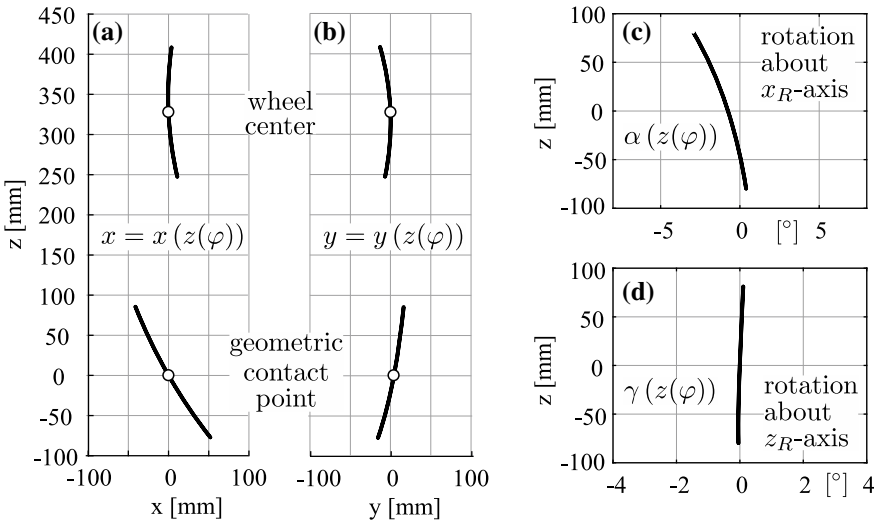 (a)
450
400
350
300
250
200
150
100
50
0
-50
-100
z [mm]
-100
0
100
x [mm]
x = x (z(φ))
(b)
wheel
center
y = y (z(φ))
geometric
contact
point
-100
0
100
y [mm]
(c)
100
50
0
-50
-100
z [mm]
rotation
about
x_R-axis
α (z(φ))
-5
0
[°]
5
(d)
100
50
0
-50
-100
z [mm]
γ (z(φ))
rotation
about
z_R-axis
-4
-2
0
2
[°]
4